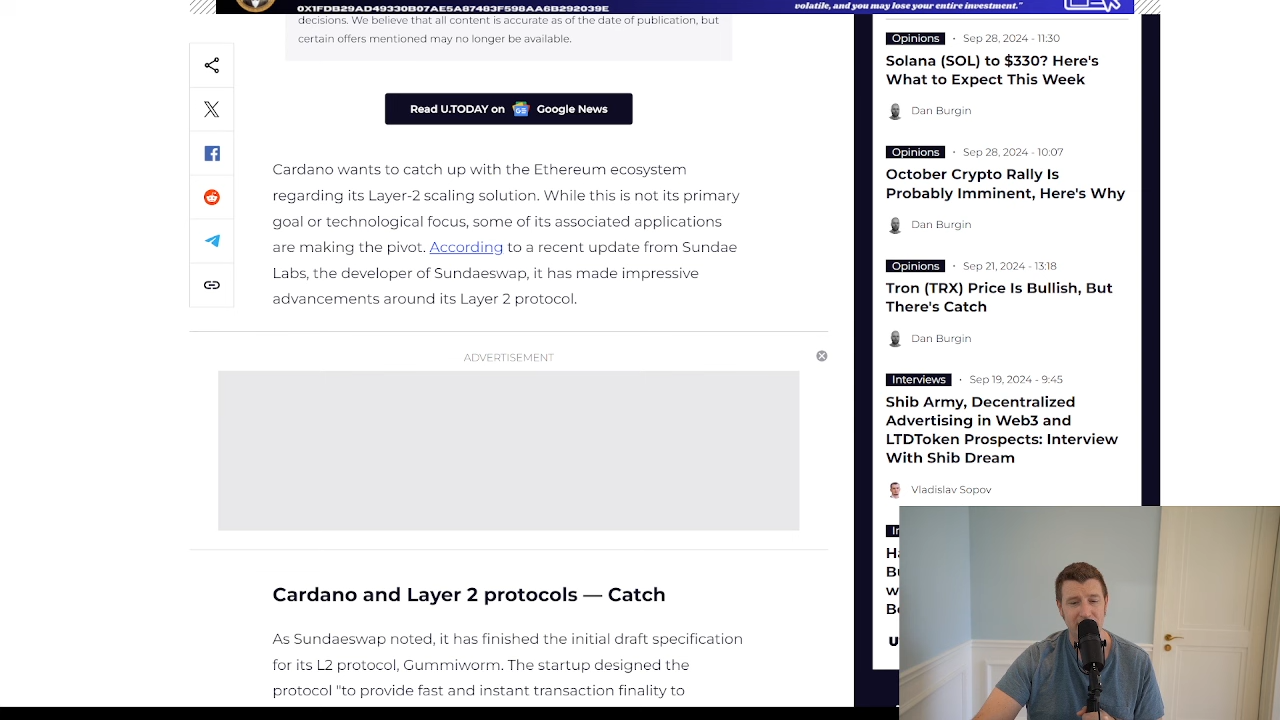 0X1FDB29AD49330B07AE5A87483F598AA6B292039E
volatile, and you may lose your entire investment."
decisions. We believe that all content is accurate as of the date of publication, but
certain offers mentioned may no longer be available.
Read U.TODAY on Google News
Cardano wants to catch up with the Ethereum ecosystem
regarding its Layer-2 scaling solution. While this is not its primary
goal or technological focus, some of its associated applications
are making the pivot. According to a recent update from Sundae
Labs, the developer of Sundaeswap, it has made impressive
advancements around its Layer 2 protocol.
ADVERTISEMENT
Cardano and Layer 2 protocols — Catch
As Sundaeswap noted, it has finished the initial draft specification
for its L2 protocol, Gummiworm. The startup designed the
protocol "to provide fast and instant transaction finality to
Opinions · Sep 28, 2024 - 11:30
Solana (SOL) to $330? Here's
What to Expect This Week
Dan Burgin
Opinions · Sep 28, 2024 - 10:07
October Crypto Rally Is
Probably Imminent, Here's Why
Dan Burgin
Opinions · Sep 21, 2024 - 13:18
Tron (TRX) Price Is Bullish, But
There's Catch
Dan Burgin
Interviews · Sep 19, 2024 - 9:45
Shib Army, Decentralized
Advertising in Web3 and
LTDToken Prospects: Interview
With Shib Dream
Vladislav Sopov